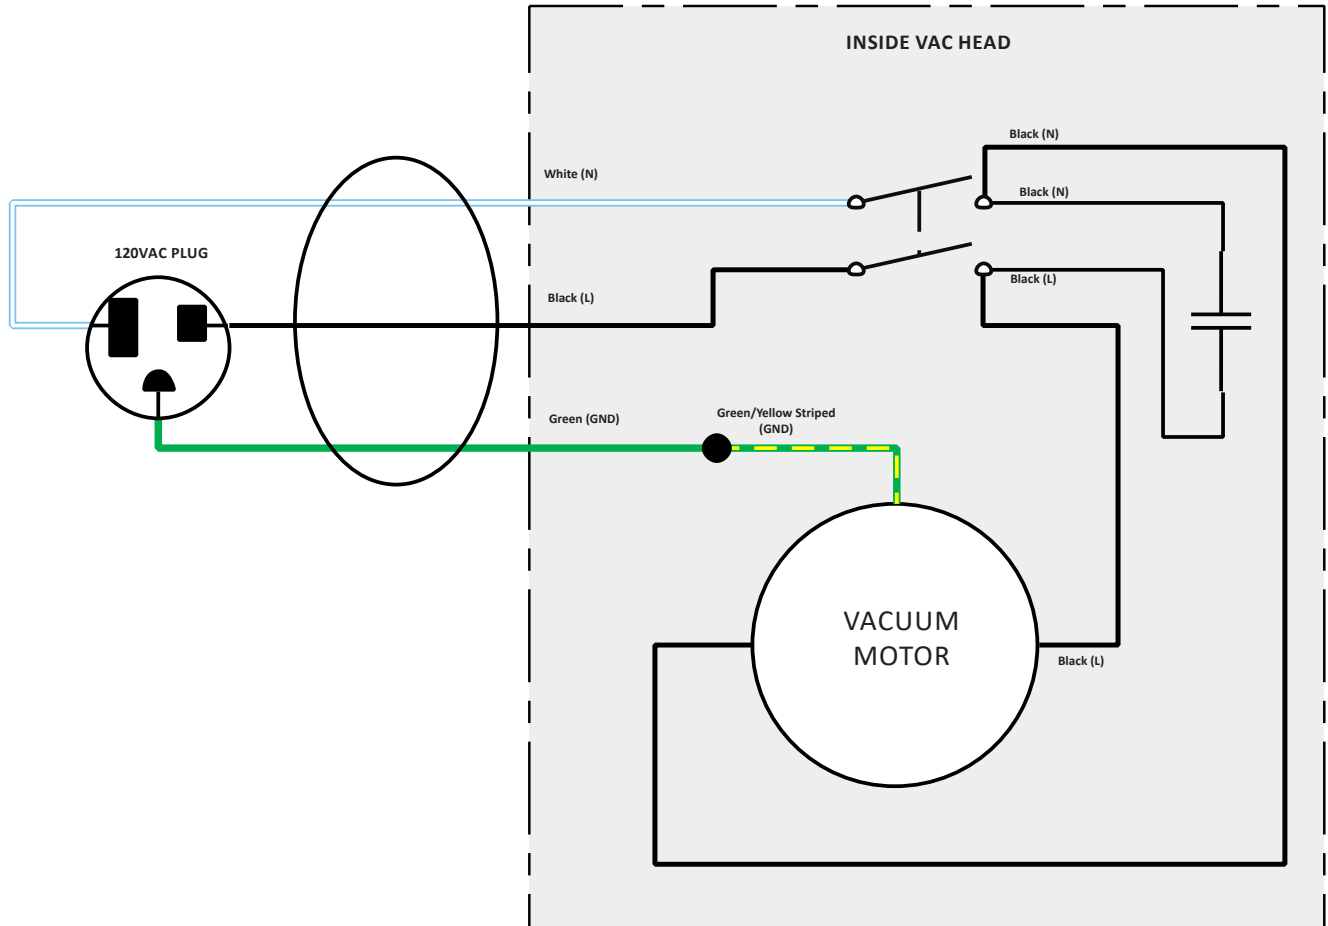 INSIDE VAC HEAD
Black (N)
White (N)
Black (N)
120VAC PLUG
Black (L)
Black (L)
Green (GND)
Green/Yellow Striped
(GND)
VACUUM
MOTOR
Black (L)